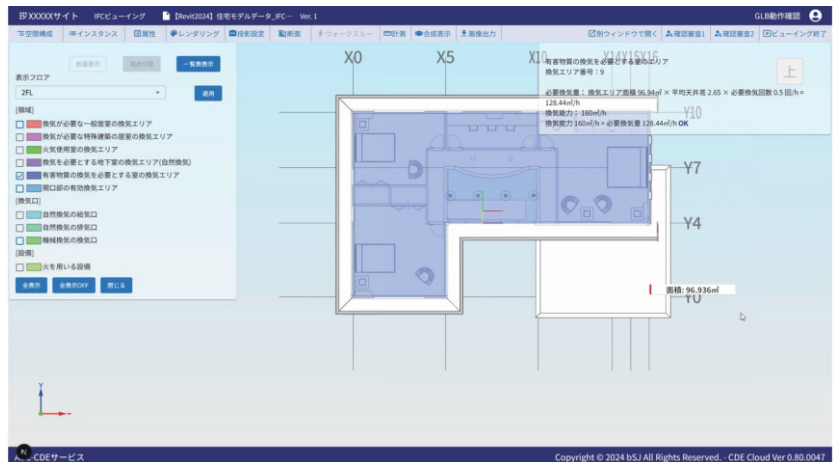 XXXXXサイト IFCビューイング 【Revit2024】住宅モデルデータ_IFC… Ver. 1 GLB動作確認
空間構成 インスタンス 属性 レンダリング 投影設定 断面 ウォークスルー 計測 合成表示 画像出力 別ウィンドウで開く 確認審査1 確認審査2 ビューイング終了
一覧表表示
表示フロア
2FL 適用
[領域]
換気が必要な一般居室の換気エリア
換気が必要な特殊建築の居室の換気エリア
火気使用室の換気エリア
換気を必要とする地下室の換気エリア(自然換気)
有害物質の換気を必要とする室の換気エリア
開口部の有効換気エリア
[換気口]
自然換気の給気口
自然換気の排気口
機械換気の換気口
[設備]
火を用いる設備
全表示 全表示OFF 閉じる
X0 X5 X10 X14X15X16
有害物質の換気を必要とする室のエリア
換気エリア番号：9
必要換気量： 換気エリア面積 96.94㎡ × 平均天井高 2.65 × 必要換気回数 0.5 回/h =
128.44㎥/h
換気能力： 160㎥/h
換気能力 160㎥/h > 必要換気量 128.44㎥/h OK
上
Y10
Y7
Y4
面積: 96.936㎡
Y0
Y
N
CDEサービス Copyright © 2024 bSJ All Rights Reserved. - CDE Cloud Ver 0.80.0047